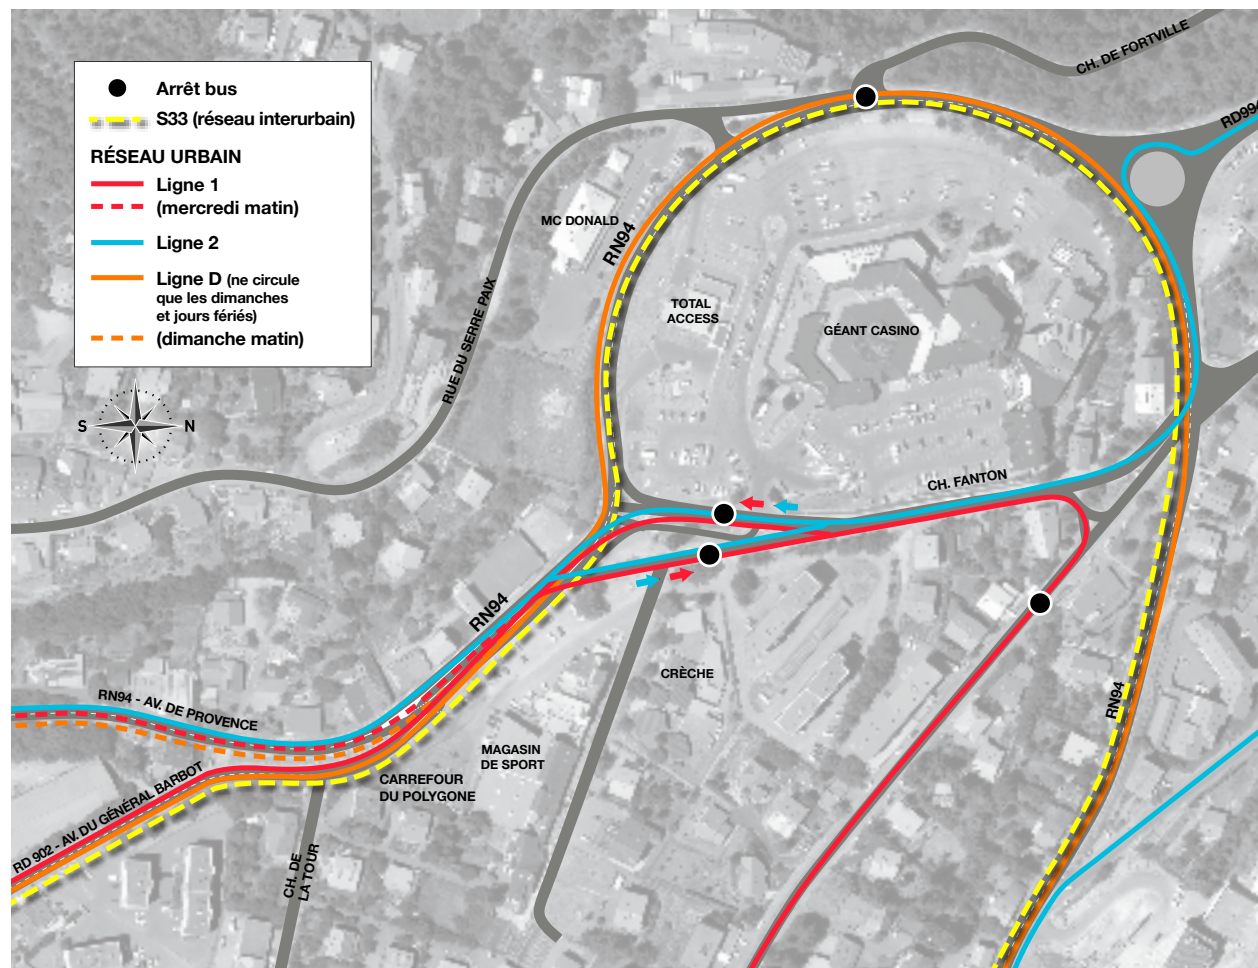 Arrêt bus
S33 (réseau interurbain)
RÉSEAU URBAIN
Ligne 1
(mercredi matin)
Ligne 2
Ligne D (ne circule
que les dimanches
et jours fériés)
(dimanche matin)
S
N
CH. DE FORTVILLE
RD994
MC DONALD
RN94
RUE DU SERRE PAIX
TOTAL
ACCESS
GÉANT CASINO
CH. FANTON
RN94
CRÈCHE
RN94
RN94 - AV. DE PROVENCE
MAGASIN
DE SPORT
CARREFOUR
DU POLYGONE
RD 902 - AV. DU GÉNÉRAL BARBOT
CH. DE
LA TOUR